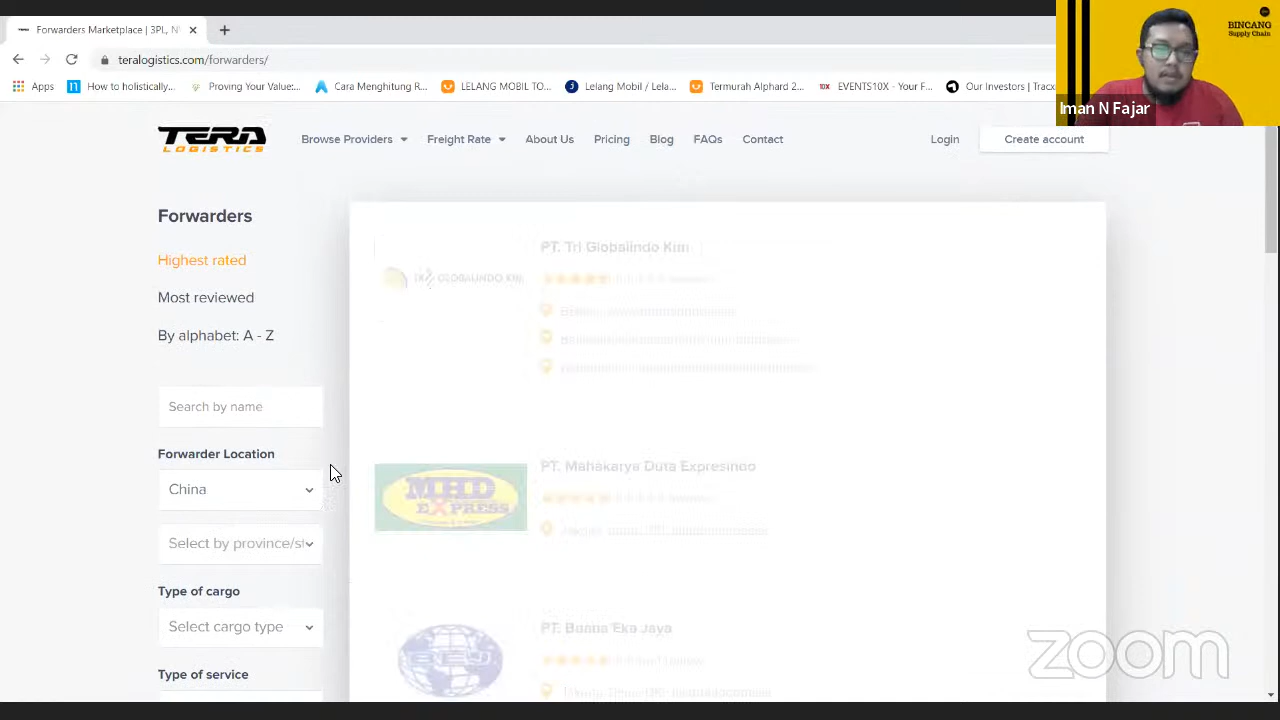 Forwarders Marketplace | 3PL, N
teralogistics.com/forwarders/
Apps
How to holistically...
Proving Your Value:...
Cara Menghitung R...
LELANG MOBIL TO...
Lelang Mobil / Lela...
Termurah Alphard 2...
EVENTS10X - Your F...
Our Investors | Tracx
BINCANG
Supply Chain
Iman N Fajar
TERA
LOGISTICS
Browse Providers
Freight Rate
About Us
Pricing
Blog
FAQs
Contact
Login
Create account
Forwarders
Highest rated
Most reviewed
By alphabet: A - Z
Search by name
Forwarder Location
China
Select by province/st
Type of cargo
Select cargo type
Type of service
PT. Tri Globalindo Kim
PT. Mahakarya Duta Expresindo
MHD
EXPRESS
zoom